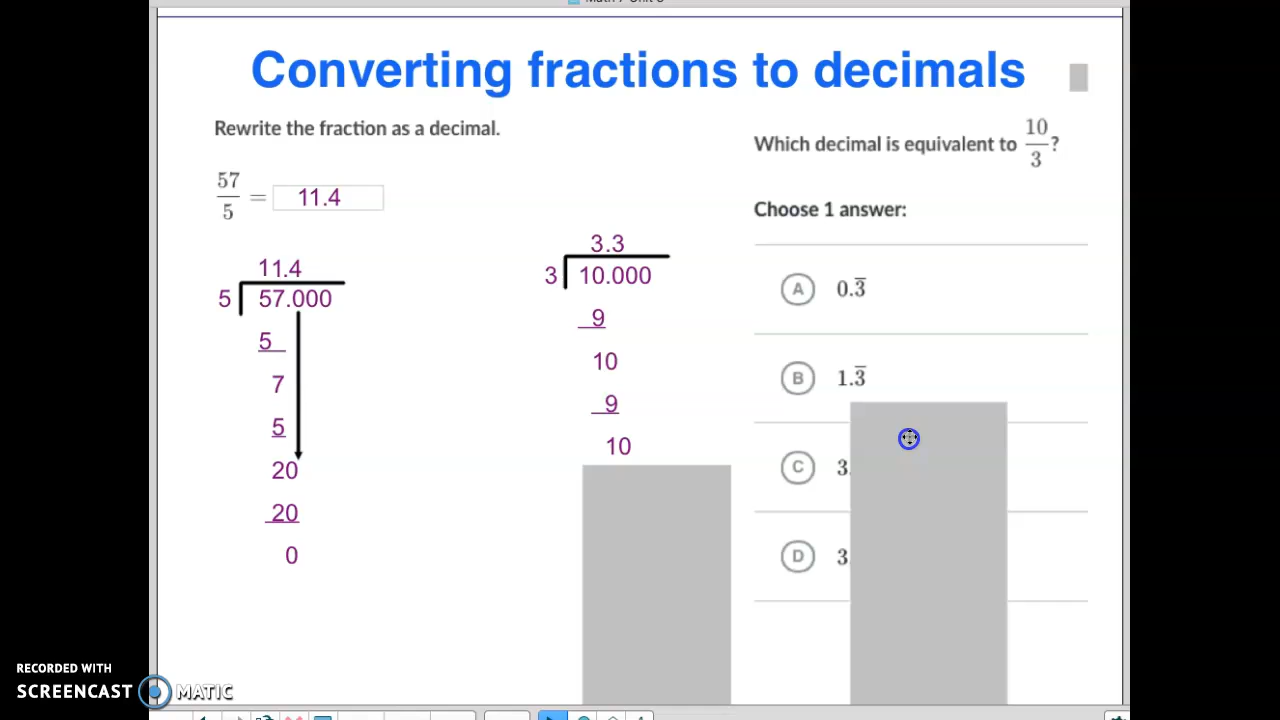 Converting fractions to decimals
Rewrite the fraction as a decimal.
57
5
=
11.4
11.4
5
57.000
5
7
5
20
20
0
3.3
3
10.000
9
10
9
10
Which decimal is equivalent to 10/3?
Choose 1 answer:
A 0.3̅
B 1.3̅
C 3.
D 3
RECORDED WITH
SCREENCAST MATIC